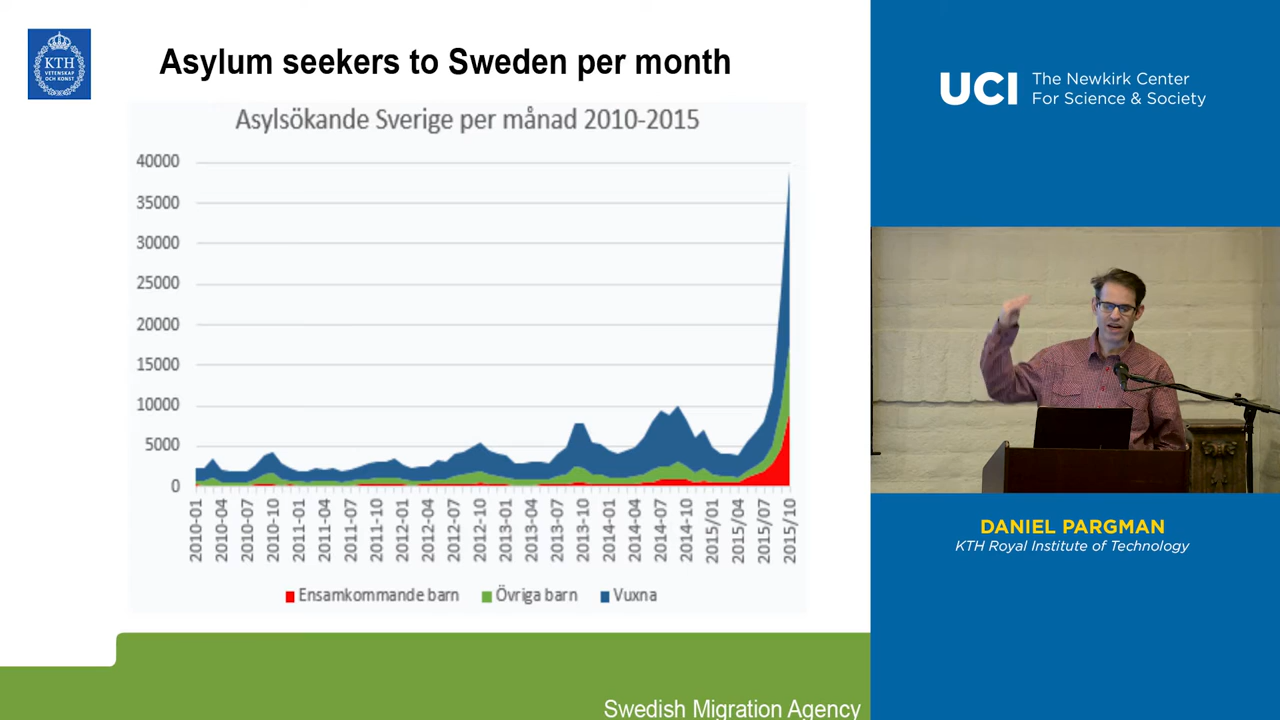 KTH
VETENSKAP
OCH KONST
Asylum seekers to Sweden per month
Asylsökande Sverige per månad 2010-2015
40000
35000
30000
25000
20000
15000
10000
5000
0
2010-01
2010-04
2010-07
2010-10
2011-01
2011-04
2011-07
2011-10
2012-01
2012-04
2012-07
2012-10
2013-01
2013-04
2013-07
2013-10
2014-01
2014-04
2014-07
2014-10
2015/01
2015/04
2015/07
2015/10
Ensamkommande barn
Övriga barn
Vuxna
Swedish Migration Agency
UCI
The Newkirk Center
For Science & Society
DANIEL PARGMAN
KTH Royal Institute of Technology